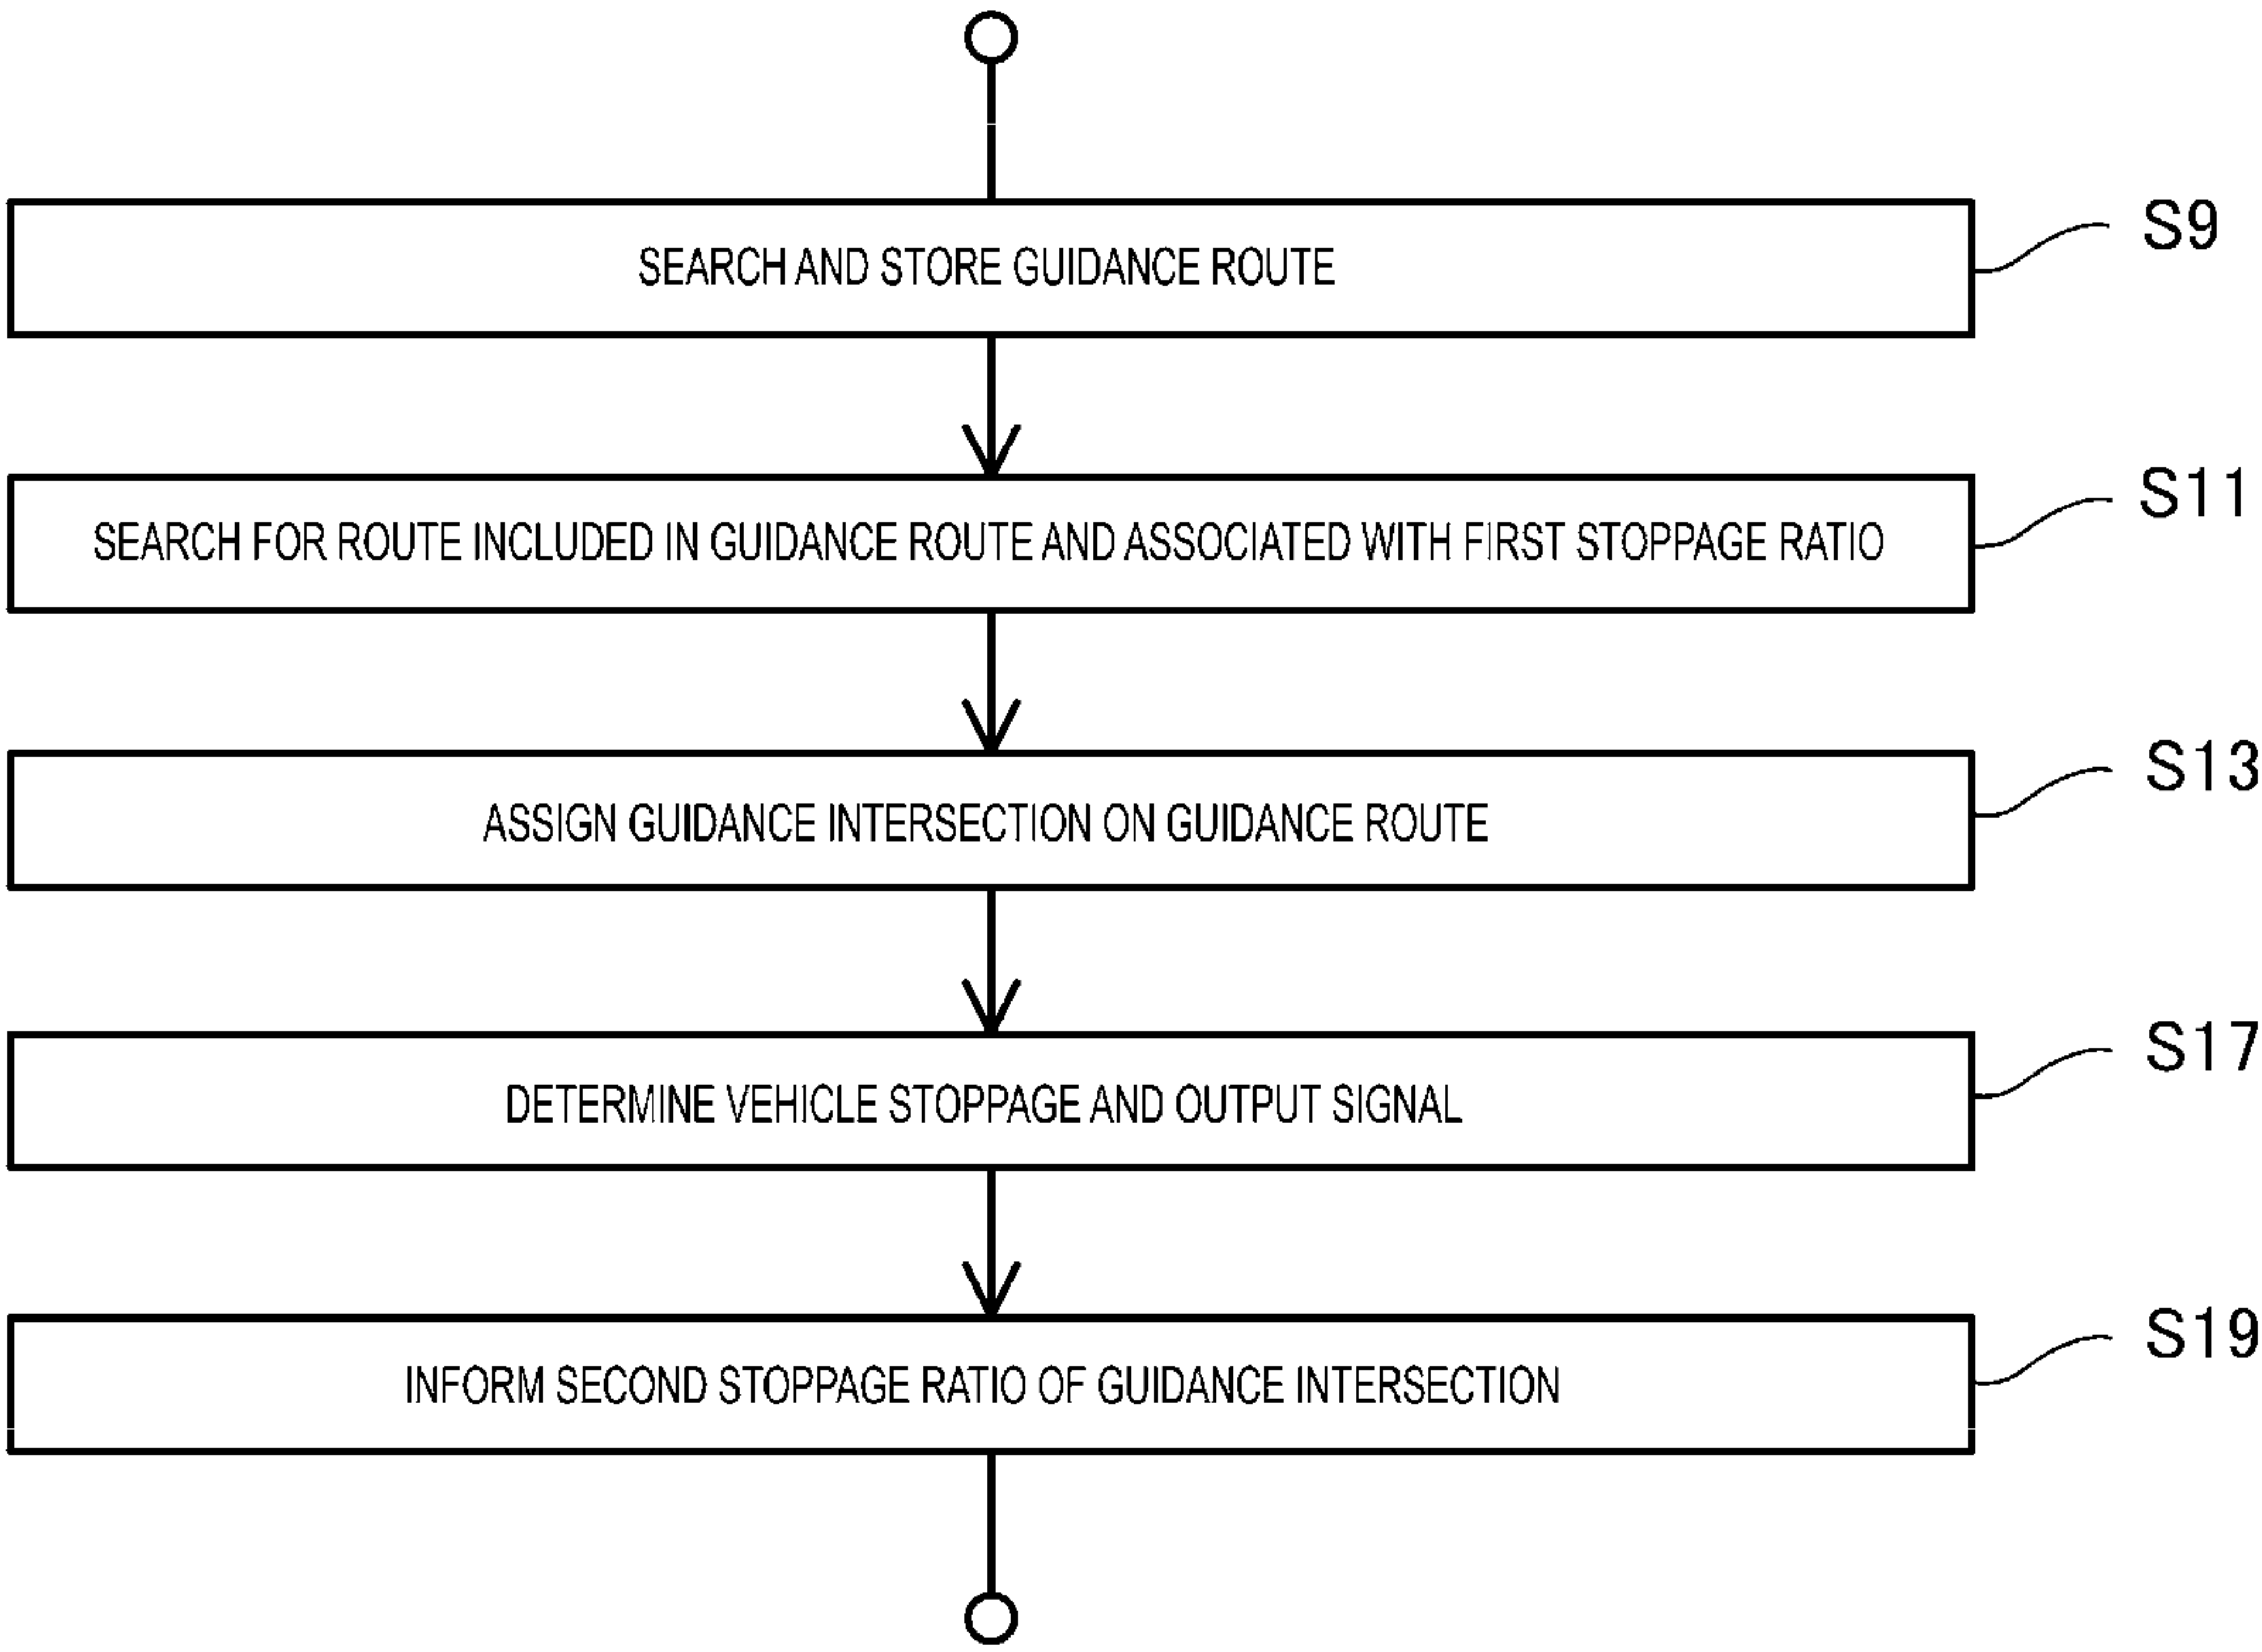 SEARCH AND STORE GUIDANCE ROUTE
S9
SEARCH FOR ROUTE INCLUDED IN GUIDANCE ROUTE AND ASSOCIATED WITH FIRST STOPPAGE RATIO
S11
ASSIGN GUIDANCE INTERSECTION ON GUIDANCE ROUTE
S13
DETERMINE VEHICLE STOPPAGE AND OUTPUT SIGNAL
S17
INFORM SECOND STOPPAGE RATIO OF GUIDANCE INTERSECTION
S19